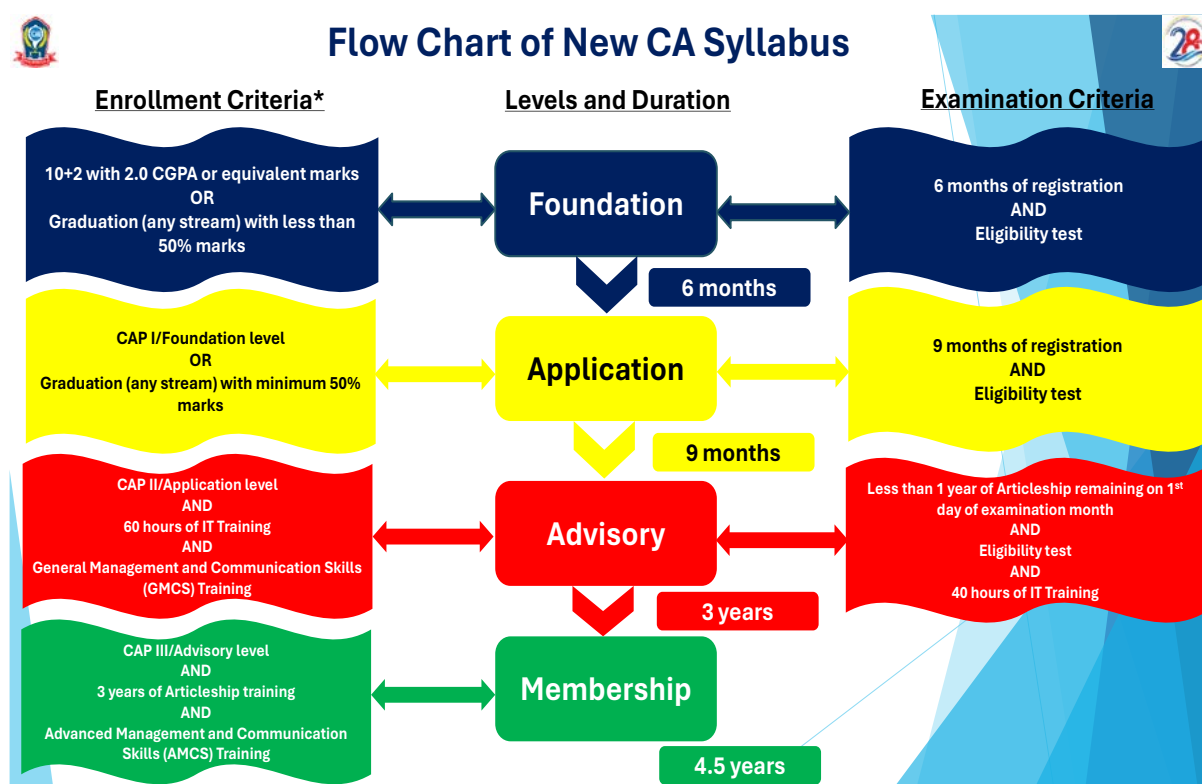 Flow Chart of New CA Syllabus
28
Enrollment Criteria*
Levels and Duration
Examination Criteria
10+2 with 2.0 CGPA or equivalent marks
OR
Graduation (any stream) with less than
50% marks
Foundation
6 months of registration
AND
Eligibility test
6 months
CAP I/Foundation level
OR
Graduation (any stream) with minimum 50%
marks
Application
9 months of registration
AND
Eligibility test
9 months
CAP II/Application level
AND
60 hours of IT Training
AND
General Management and Communication Skills
(GMCS) Training
Advisory
Less than 1 year of Articleship remaining on 1st
day of examination month
AND
Eligibility test
AND
40 hours of IT Training
3 years
CAP III/Advisory level
AND
3 years of Articleship training
AND
Advanced Management and Communication
Skills (AMCS) Training
Membership
4.5 years